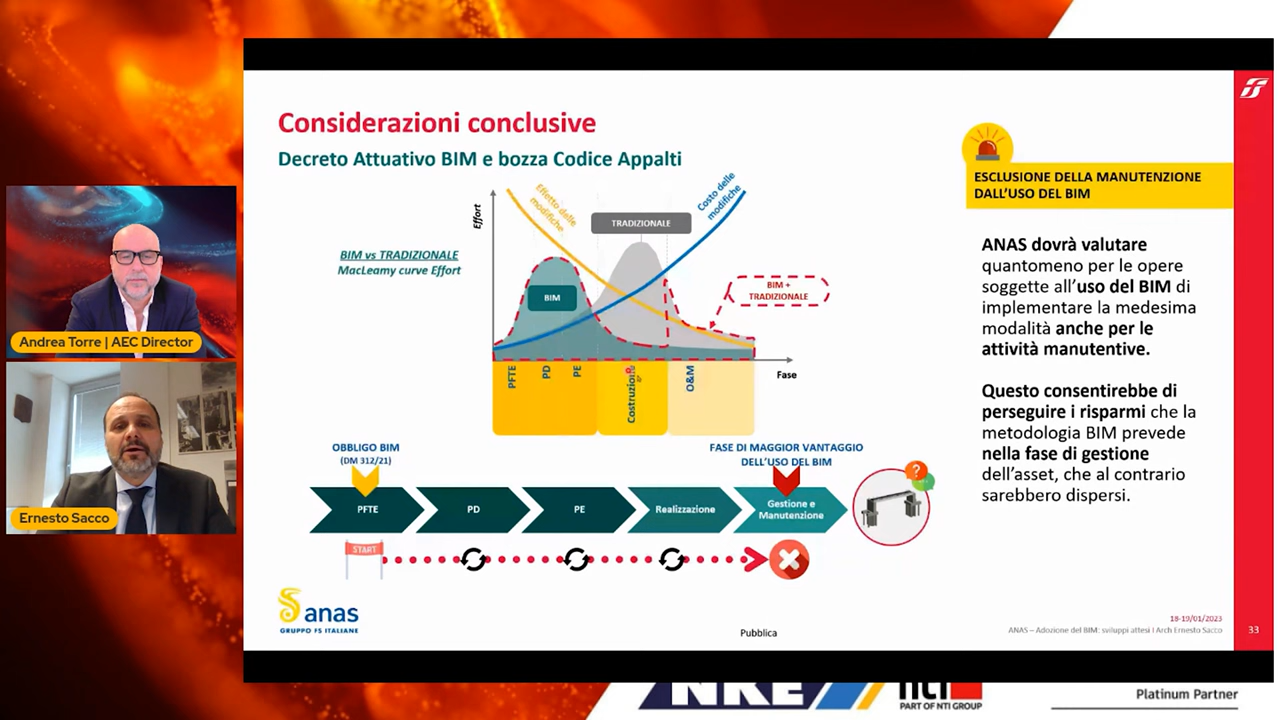 Considerazioni conclusive
Decreto Attuativo BIM e bozza Codice Appalti
BIM vs TRADIZIONALE
MacLeamy curve Effort
Effort
Effetto delle
modifiche
TRADIZIONALE
Costo delle
modifiche
BIM
BIM +
TRADIZIONALE
PFTE
PD
PE
Costruzione
O&M
Fase
OBBLIGO BIM
(DM 312/21)
FASE DI MAGGIOR VANTAGGIO
DELL'USO DEL BIM
PFTE
PD
PE
Realizzazione
Gestione e
Manutenzione
START
ESCLUSIONE DELLA MANUTENZIONE
DALL'USO DEL BIM
ANAS dovrà valutare
quantomeno per le opere
soggette all'uso del BIM di
implementare la medesima
modalità anche per le
attività manutentive.
Questo consentirebbe di
perseguire i risparmi che la
metodologia BIM prevede
nella fase di gestione
dell'asset, che al contrario
sarebbero dispersi.
anas
GRUPPO FS ITALIANE
Pubblica
18-19/01/2023
ANAS – Adozione del BIM: sviluppi attesi I Arch Ernesto Sacco
33
Andrea Torre | AEC Director
Ernesto Sacco
NKE
nti
PART OF NTI GROUP
Platinum Partner